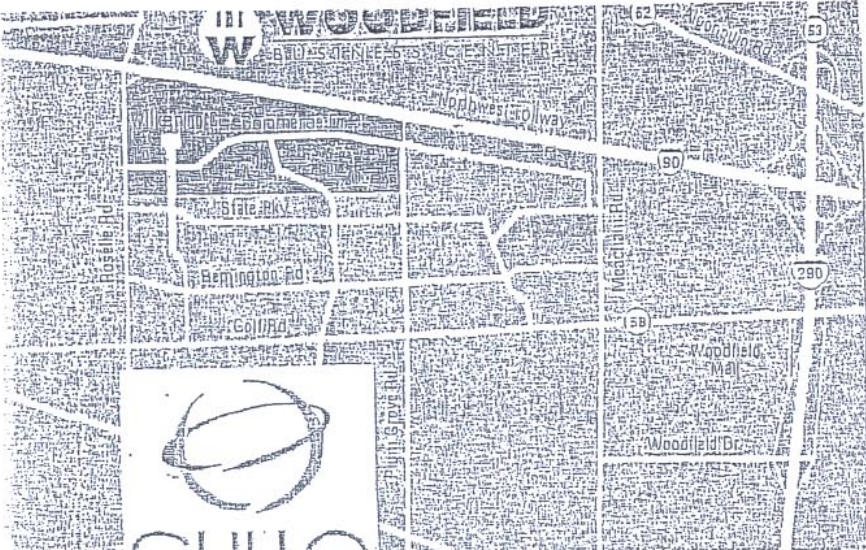 W
WOODFIELD
BUSINESS CENTER
62
53
Northwest Tollway
90
State Pky
Roselle Rd
Meacham Rd
Remington Rd.
290
Golf Rd
58
Woodfield
Mall
Woodfield Dr.